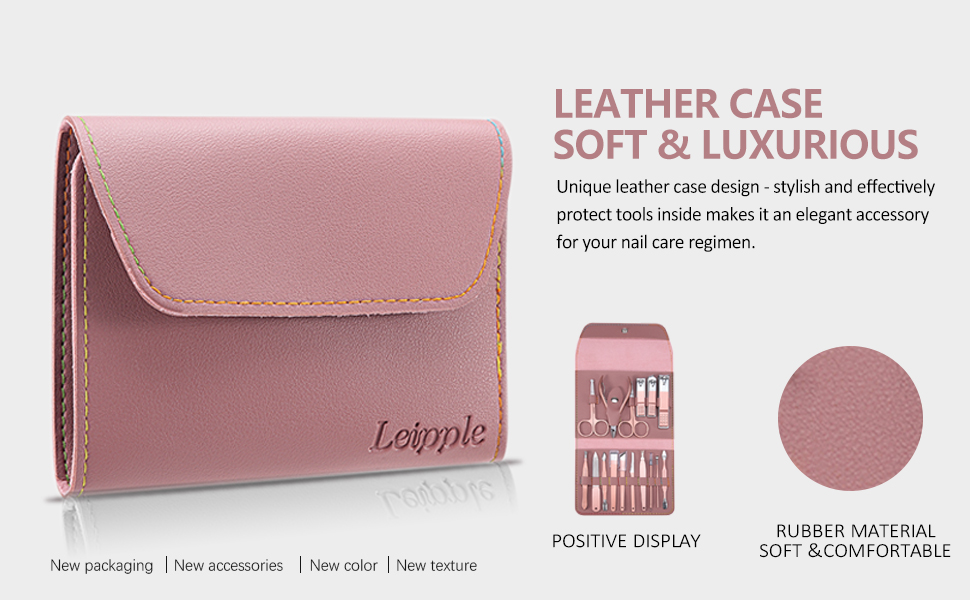 LEATHER CASE
SOFT & LUXURIOUS
Unique leather case design - stylish and effectively
protect tools inside makes it an elegant accessory
for your nail care regimen.
Leipple
POSITIVE DISPLAY
RUBBER MATERIAL
SOFT &COMFORTABLE
New packaging | New accessories | New color | New texture